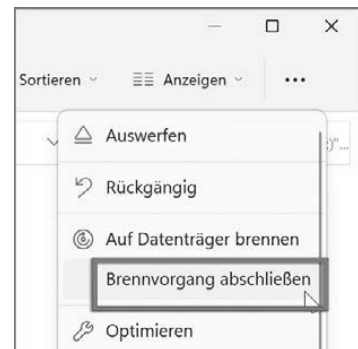 Sortieren
Anzeigen
Auswerfen
Rückgängig
Auf Datenträger brennen
Brennvorgang abschließen
Optimieren